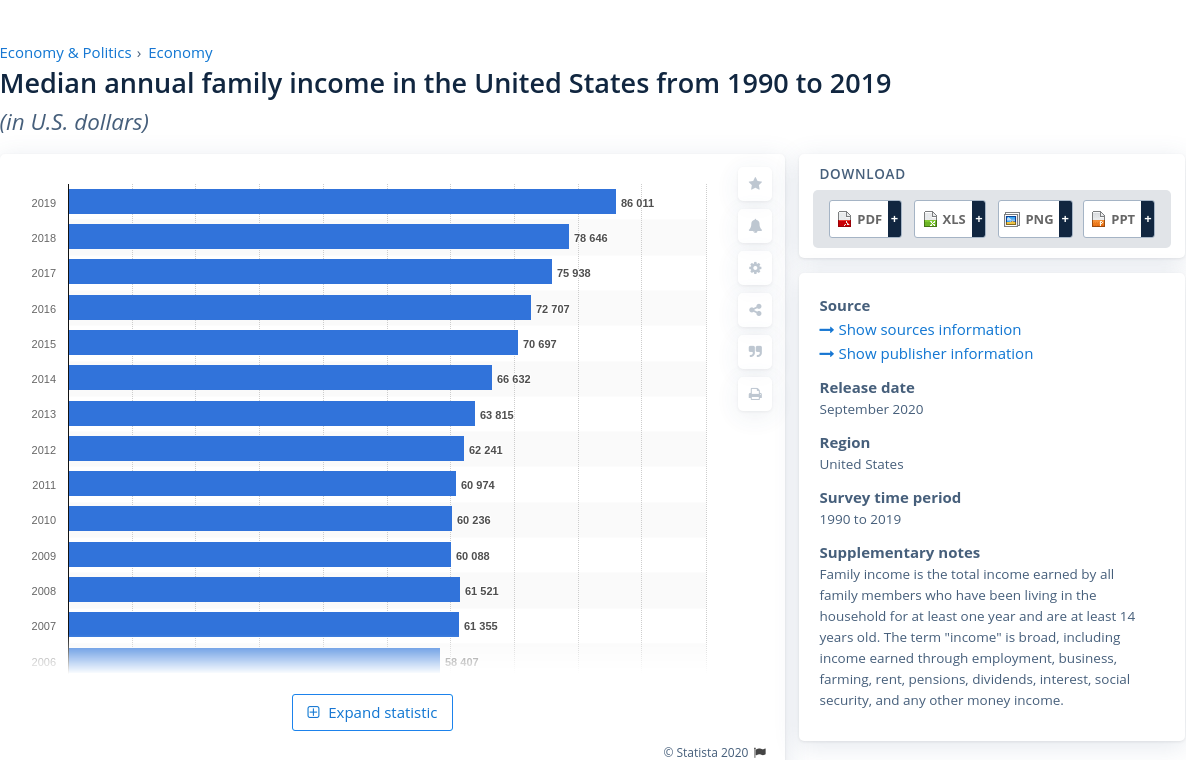 Economy & Politics › Economy
Median annual family income in the United States from 1990 to 2019
(in U.S. dollars)
2019 86 011
2018 78 646
2017 75 938
2016 72 707
2015 70 697
2014 66 632
2013 63 815
2012 62 241
2011 60 974
2010 60 236
2009 60 088
2008 61 521
2007 61 355
2006 58 407
Expand statistic
© Statista 2020
DOWNLOAD
PDF + XLS + PNG + PPT +
Source
Show sources information
Show publisher information
Release date
September 2020
Region
United States
Survey time period
1990 to 2019
Supplementary notes
Family income is the total income earned by all
family members who have been living in the
household for at least one year and are at least 14
years old. The term "income" is broad, including
income earned through employment, business,
farming, rent, pensions, dividends, interest, social
security, and any other money income.